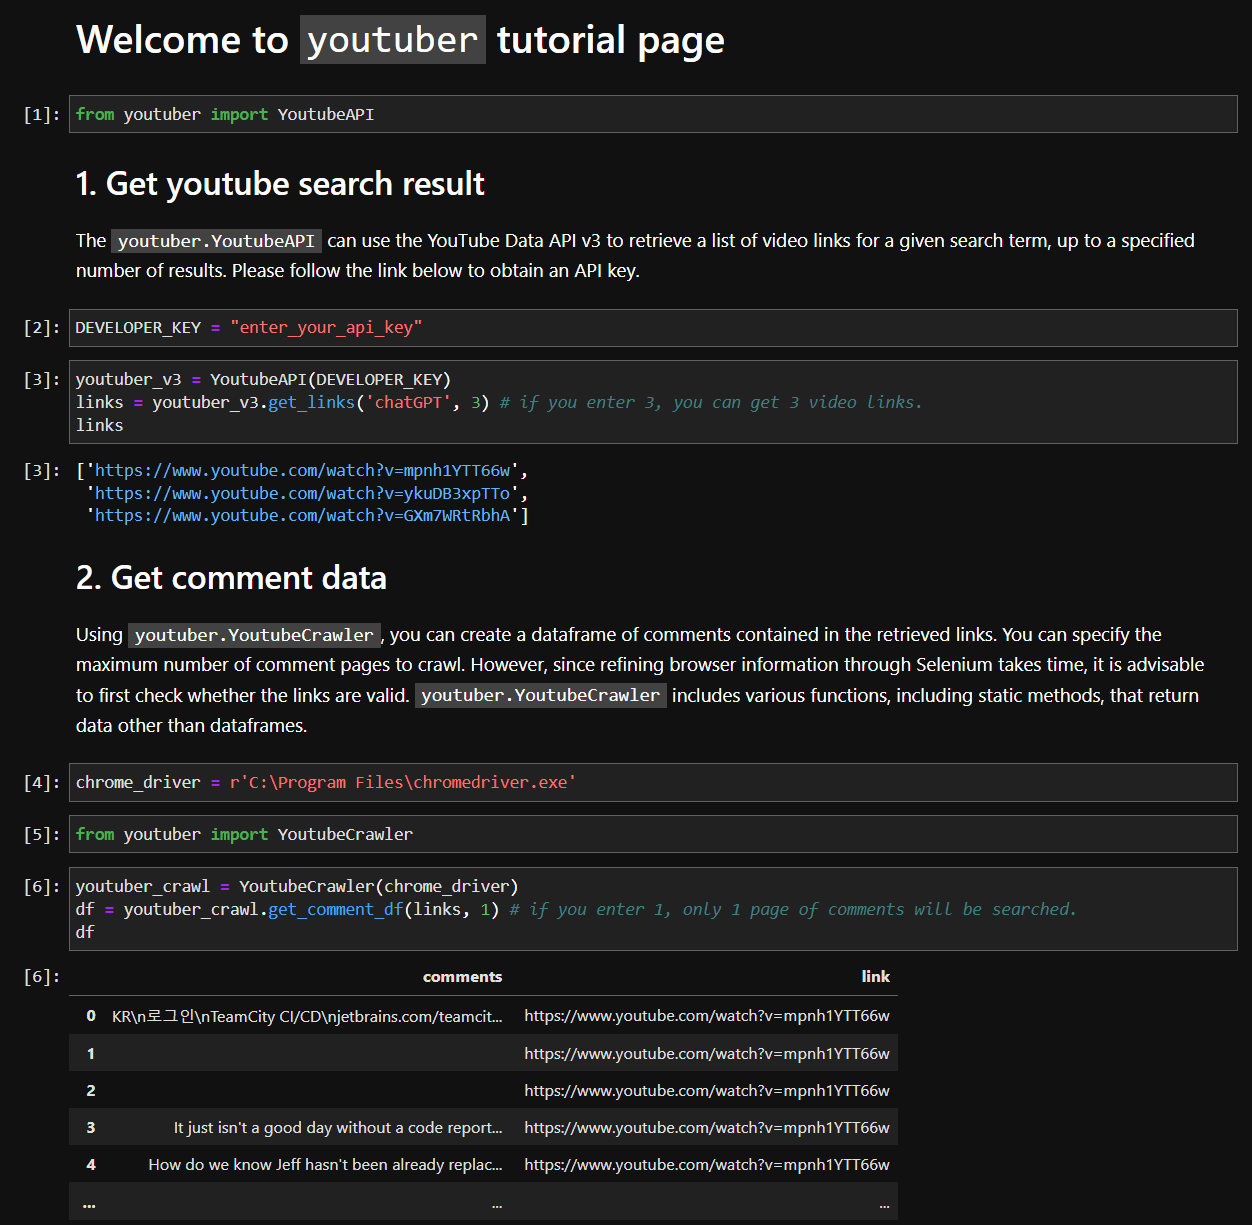 Welcome to youtuber tutorial page
[1]: from youtuber import YoutubeAPI
1. Get youtube search result
The youtuber.YoutubeAPI can use the YouTube Data API v3 to retrieve a list of video links for a given search term, up to a specified
number of results. Please follow the link below to obtain an API key.
[2]: DEVELOPER_KEY = "enter_your_api_key"
[3]: youtuber_v3 = YoutubeAPI(DEVELOPER_KEY)
links = youtuber_v3.get_links('chatGPT', 3) # if you enter 3, you can get 3 video links.
links
[3]: ['https://www.youtube.com/watch?v=mpnh1YTT66w',
'https://www.youtube.com/watch?v=ykuDB3xpTTo',
'https://www.youtube.com/watch?v=GXm7WRtRbhA']
2. Get comment data
Using youtuber.YoutubeCrawler, you can create a dataframe of comments contained in the retrieved links. You can specify the
maximum number of comment pages to crawl. However, since refining browser information through Selenium takes time, it is advisable
to first check whether the links are valid. youtuber.YoutubeCrawler includes various functions, including static methods, that return
data other than dataframes.
[4]: chrome_driver = r'C:\Program Files\chromedriver.exe'
[5]: from youtuber import YoutubeCrawler
[6]: youtuber_crawl = YoutubeCrawler(chrome_driver)
df = youtuber_crawl.get_comment_df(links, 1) # if you enter 1, only 1 page of comments will be searched.
df
[6]: comments link
0 KR\n로그인\nTeamCity CI/CD\njetbrains.com/teamcit... https://www.youtube.com/watch?v=mpnh1YTT66w
1 https://www.youtube.com/watch?v=mpnh1YTT66w
2 https://www.youtube.com/watch?v=mpnh1YTT66w
3 It just isn't a good day without a code report... https://www.youtube.com/watch?v=mpnh1YTT66w
4 How do we know Jeff hasn't been already replac... https://www.youtube.com/watch?v=mpnh1YTT66w
... ... ...